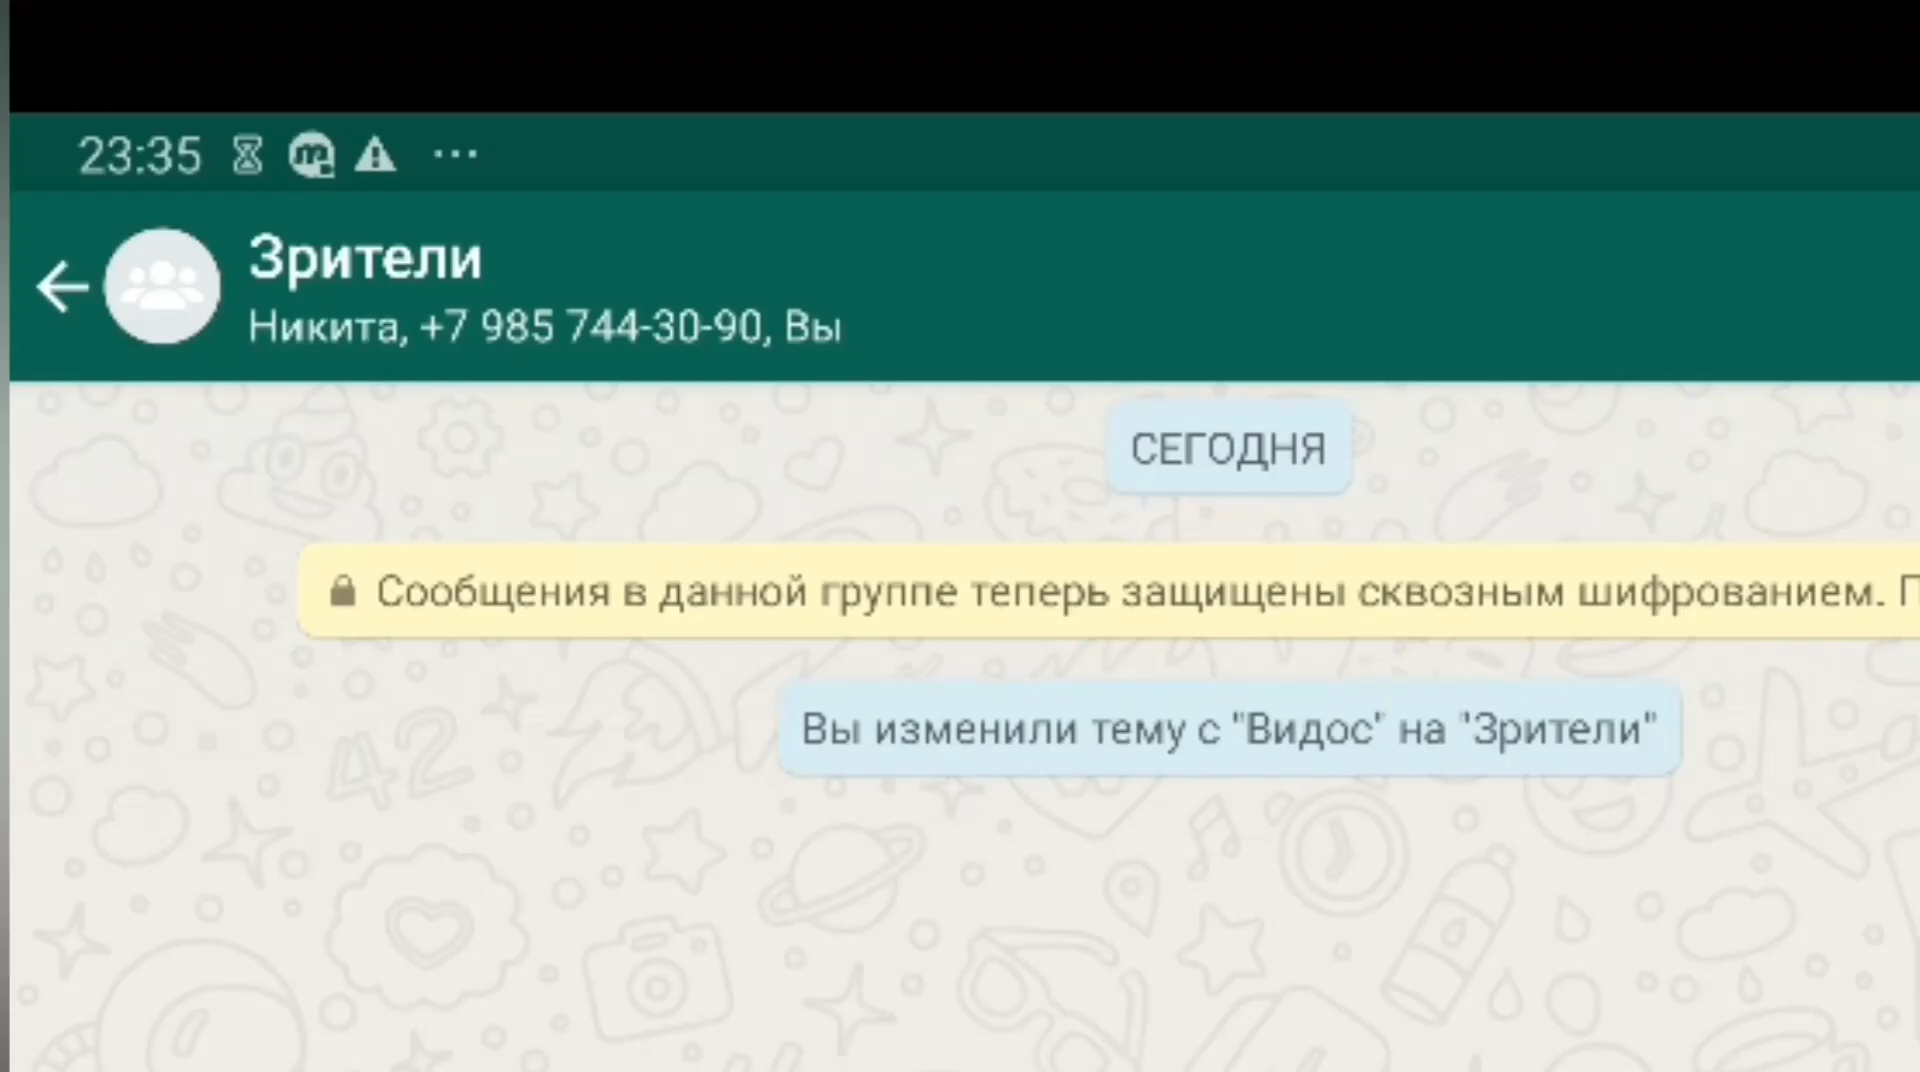 23:35
Зрители
Никита, +7 985 744-30-90, Вы
СЕГОДНЯ
Сообщения в данной группе теперь защищены сквозным шифрованием. П
Вы изменили тему с "Видос" на "Зрители"
42